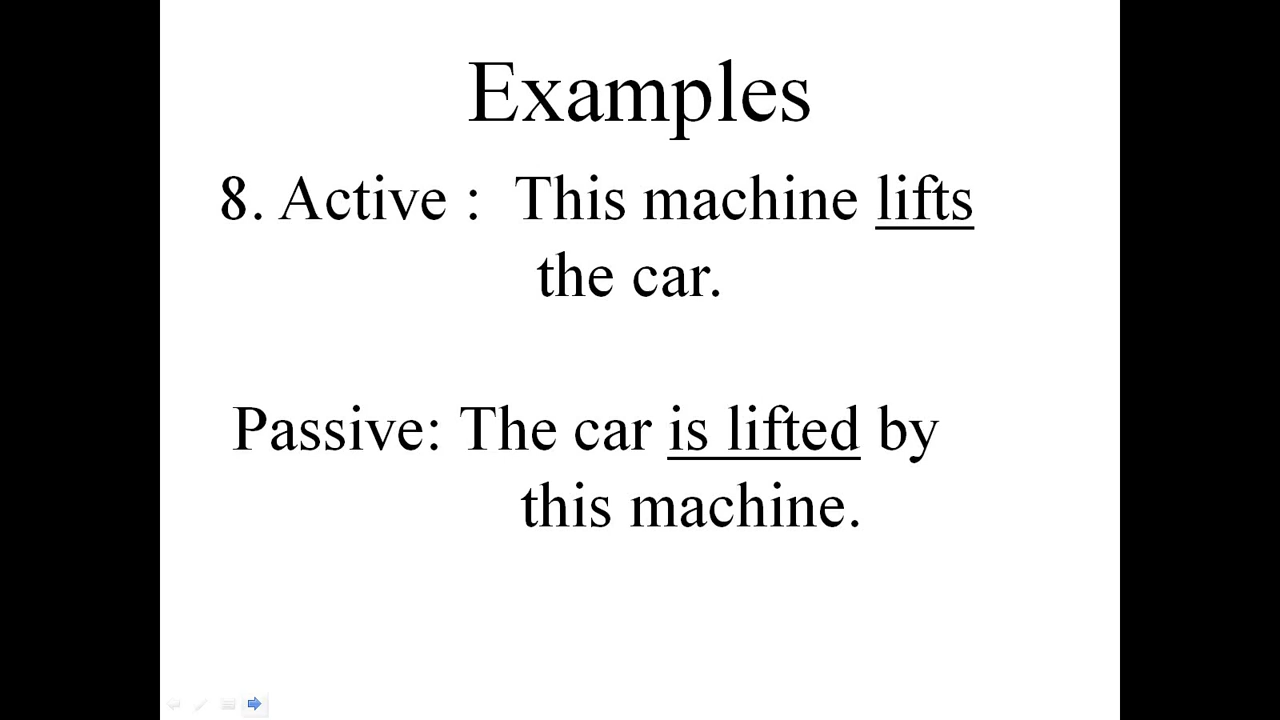 Examples
8. Active :  This machine lifts
the car.
Passive: The car is lifted by
this machine.